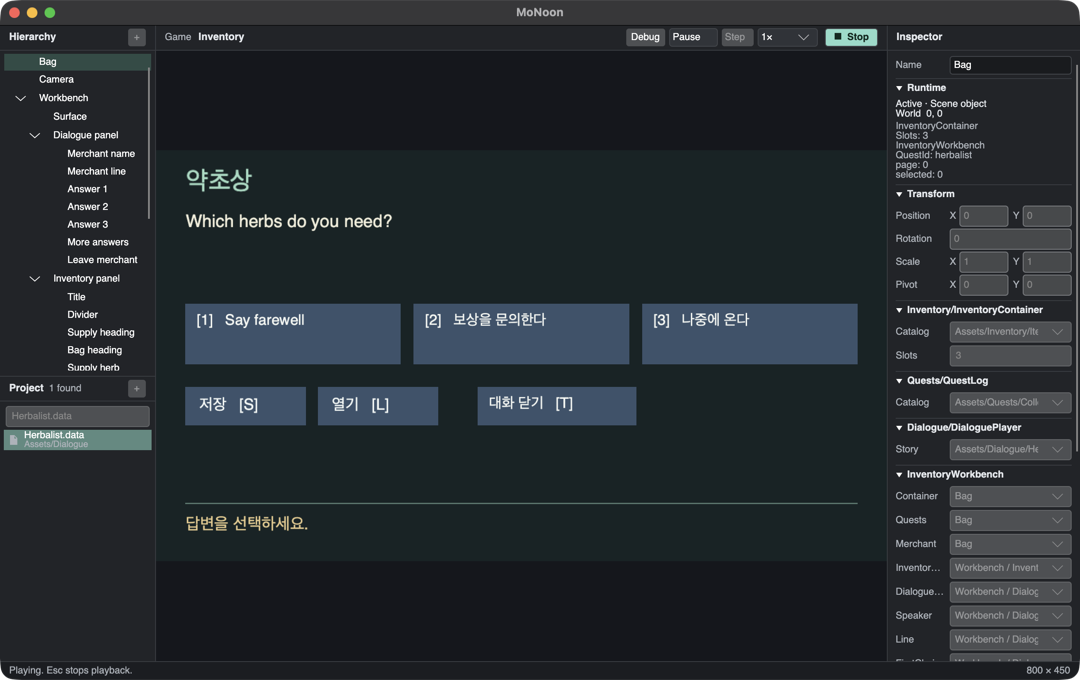 MoNoon
Hierarchy
+
Game Inventory
Debug
Pause
Step
1×
Stop
Inspector
Bag
Camera
Workbench
Surface
Dialogue panel
Merchant name
Merchant line
Answer 1
Answer 2
Answer 3
More answers
Leave merchant
Inventory panel
Title
Divider
Supply heading
Bag heading
Supply herb
Project 1 found
+
Herbalist.data
Herbalist.data
Assets/Dialogue
약초상
Which herbs do you need?
[1] Say farewell
[2] 보상을 문의한다
[3] 나중에 온다
저장 [S]
열기 [L]
대화 닫기 [T]
답변을 선택하세요.
Name Bag
Runtime
Active · Scene object
World 0, 0
InventoryContainer
Slots: 3
InventoryWorkbench
QuestId: herbalist
page: 0
selected: 0
Transform
Position X 0 Y 0
Rotation 0
Scale X 1 Y 1
Pivot X 0 Y 0
Inventory/InventoryContainer
Catalog Assets/Inventory/Ite
Slots 3
Quests/QuestLog
Catalog Assets/Quests/Coll
Dialogue/DialoguePlayer
Story Assets/Dialogue/He
InventoryWorkbench
Container Bag
Quests Bag
Merchant Bag
Inventor… Workbench / Invent
Dialogue… Workbench / Dialog
Speaker Workbench / Dialog
Line Workbench / Dialog
Playing. Esc stops playback.
800 × 450